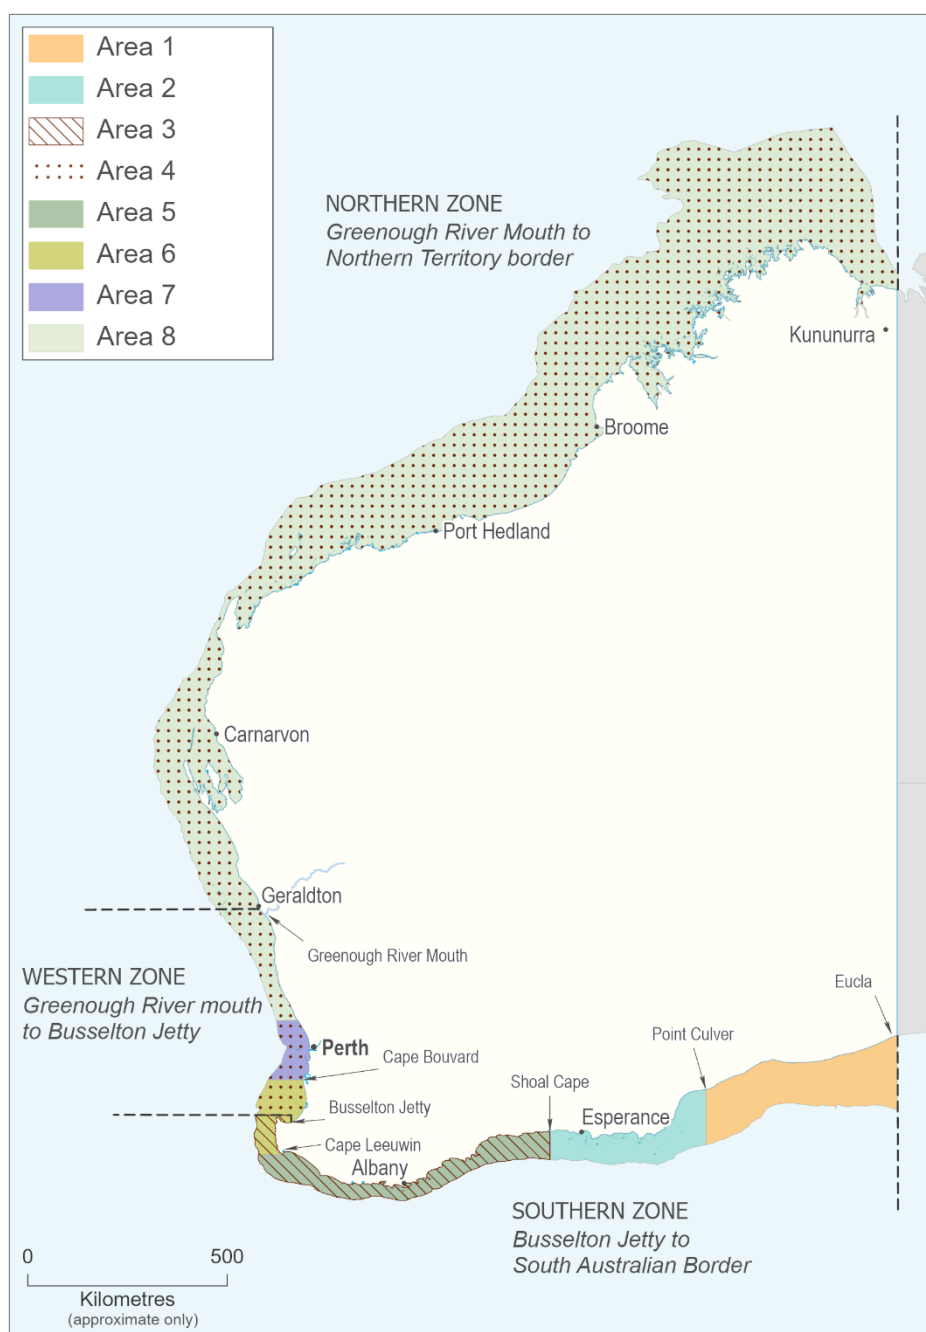 Area 1
Area 2
Area 3
Area 4
Area 5
Area 6
Area 7
Area 8
NORTHERN ZONE
Greenough River Mouth to
Northern Territory border
Kununurra
Broome
Port Hedland
Carnarvon
Geraldton
Greenough River Mouth
WESTERN ZONE
Greenough River mouth
to Busselton Jetty
Eucla
Point Culver
Perth
Cape Bouvard
Shoal Cape
Busselton Jetty
Esperance
Cape Leeuwin
Albany
SOUTHERN ZONE
Busselton Jetty to
South Australian Border
0 500
Kilometres
(approximate only)